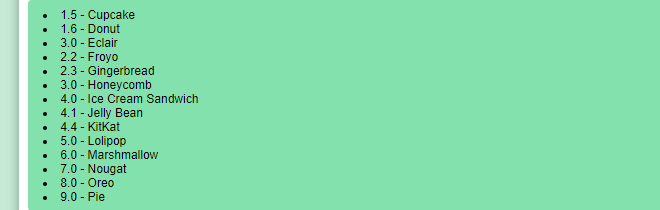 1.5 - Cupcake
1.6 - Donut
3.0 - Eclair
2.2 - Froyo
2.3 - Gingerbread
3.0 - Honeycomb
4.0 - Ice Cream Sandwich
4.1 - Jelly Bean
4.4 - KitKat
5.0 - Lolipop
6.0 - Marshmallow
7.0 - Nougat
8.0 - Oreo
9.0 - Pie